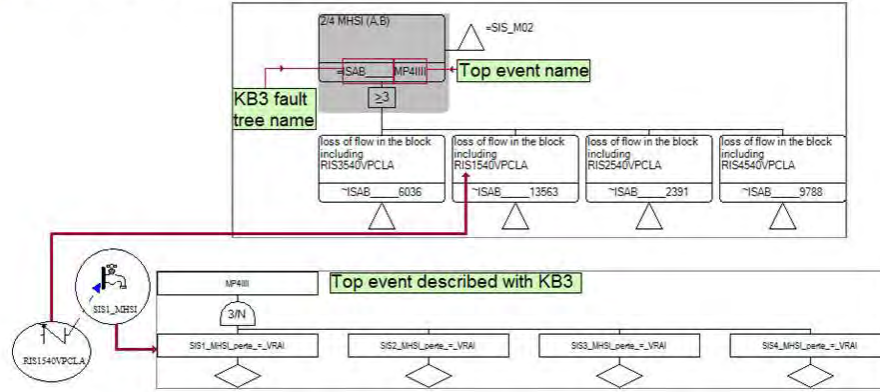 2/4 MHSI (A,B)
=SIS_M02
=ISAB____MP4IIII
Top event name
KB3 fault
tree name
≥3
loss of flow in the block
including
RIS3540VPCLA
~ISAB____6036
loss of flow in the block
including
RIS1540VPCLA
~ISAB____13563
loss of flow in the block
including
RIS2540VPCLA
~ISAB____2391
loss of flow in the block
including
RIS4540VPCLA
~ISAB____9788
SIS1_MHSI
RIS1540VPCLA
MP4IIII
Top event described with KB3
3/N
SIS1_MHSI_perte_=_VRAI
SIS2_MHSI_perte_=_VRAI
SIS3_MHSI_perte_=_VRAI
SIS4_MHSI_perte_=_VRAI